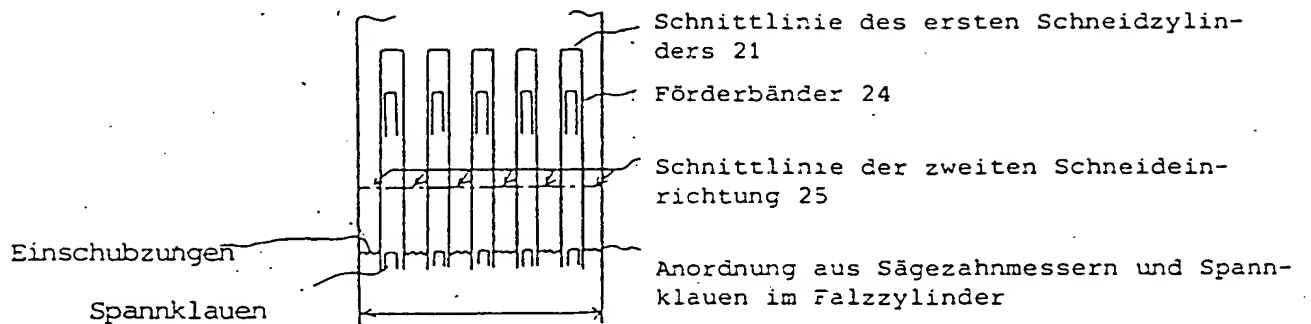 Schnittlinie des ersten Schneidzylin-
ders 21
Förderbänder 24
Schnittlinie der zweiten Schneidein-
richtung 25
Einschubzungen
Anordnung aus Sägezahnmessern und Spann-
klauen im Falzzylinder
Spannklauen